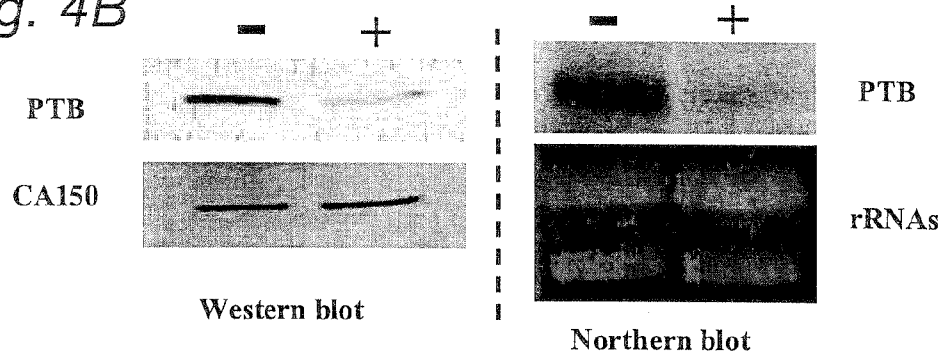 g. 4B
- +
PTB
CA150
Western blot
- +
PTB
rRNAs
Northern blot